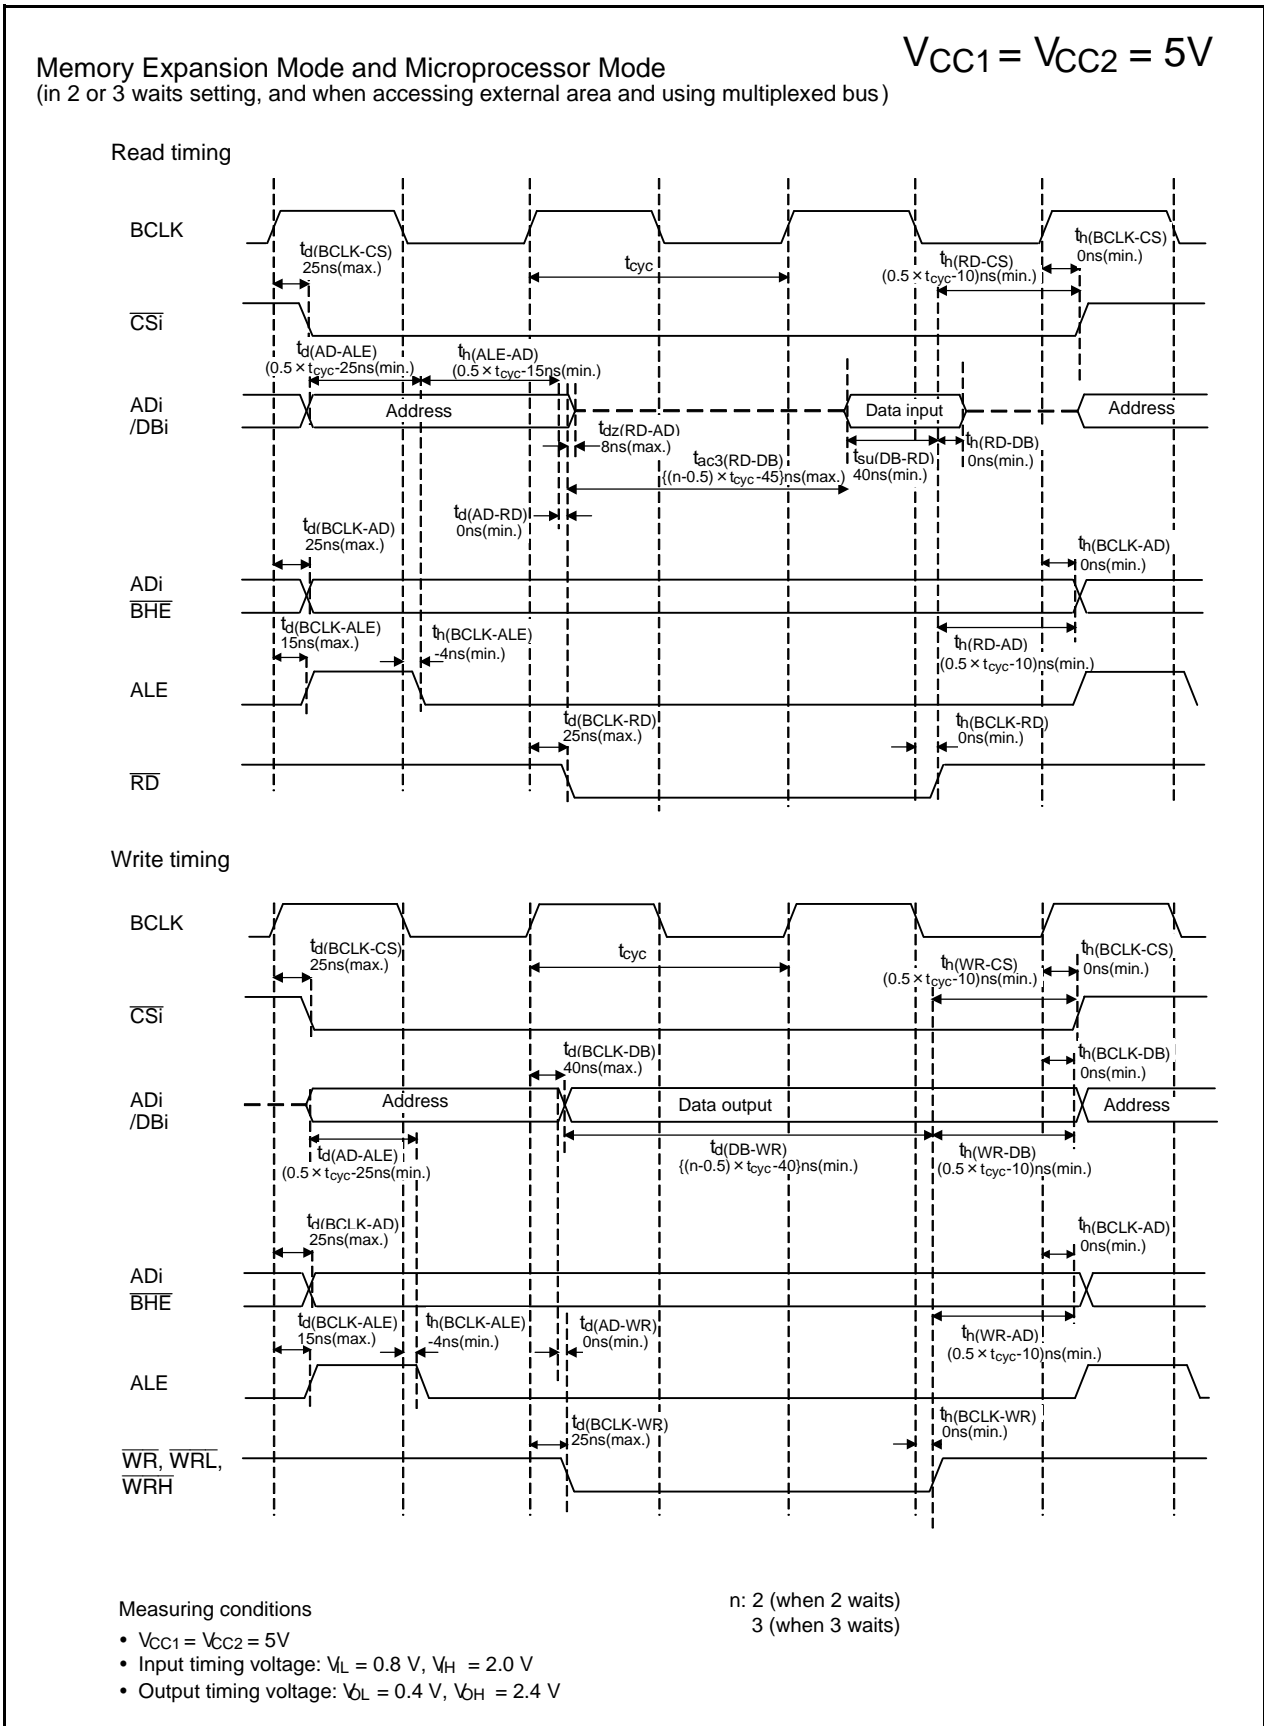 Memory Expansion Mode and Microprocessor Mode
VCC1 = VCC2 = 5V
(in 2 or 3 waits setting, and when accessing external area and using multiplexed bus)
Read timing
BCLK
td(BCLK-CS)
25ns(max.)
tcyc
th(RD-CS)
(0.5 × tcyc-10)ns(min.)
th(BCLK-CS)
0ns(min.)
CSi
td(AD-ALE)
(0.5 × tcyc-25ns(min.)
th(ALE-AD)
(0.5 × tcyc-15ns(min.)
ADi
/DBi
Address
Data input
Address
tdz(RD-AD)
8ns(max.)
tac3(RD-DB)
{(n-0.5) × tcyc-45}ns(max.)
tsu(DB-RD)
40ns(min.)
th(RD-DB)
0ns(min.)
td(AD-RD)
0ns(min.)
td(BCLK-AD)
25ns(max.)
th(BCLK-AD)
0ns(min.)
ADi
BHE
td(BCLK-ALE)
15ns(max.)
th(BCLK-ALE)
-4ns(min.)
th(RD-AD)
(0.5 × tcyc-10)ns(min.)
ALE
td(BCLK-RD)
25ns(max.)
th(BCLK-RD)
0ns(min.)
RD
Write timing
BCLK
td(BCLK-CS)
25ns(max.)
tcyc
th(WR-CS)
(0.5 × tcyc-10)ns(min.)
th(BCLK-CS)
0ns(min.)
CSi
td(BCLK-DB)
40ns(max.)
th(BCLK-DB)
0ns(min.)
ADi
/DBi
Address
Data output
Address
td(AD-ALE)
(0.5 × tcyc-25ns(min.)
td(DB-WR)
{(n-0.5) × tcyc-40}ns(min.)
th(WR-DB)
(0.5 × tcyc-10)ns(min.)
td(BCLK-AD)
25ns(max.)
th(BCLK-AD)
0ns(min.)
ADi
BHE
td(BCLK-ALE)
15ns(max.)
th(BCLK-ALE)
-4ns(min.)
td(AD-WR)
0ns(min.)
th(WR-AD)
(0.5 × tcyc-10)ns(min.)
ALE
td(BCLK-WR)
25ns(max.)
th(BCLK-WR)
0ns(min.)
WR, WRL,
WRH
Measuring conditions
• VCC1 = VCC2 = 5V
• Input timing voltage: VIL = 0.8 V, VIH = 2.0 V
• Output timing voltage: VOL = 0.4 V, VOH = 2.4 V
n: 2 (when 2 waits)
3 (when 3 waits)